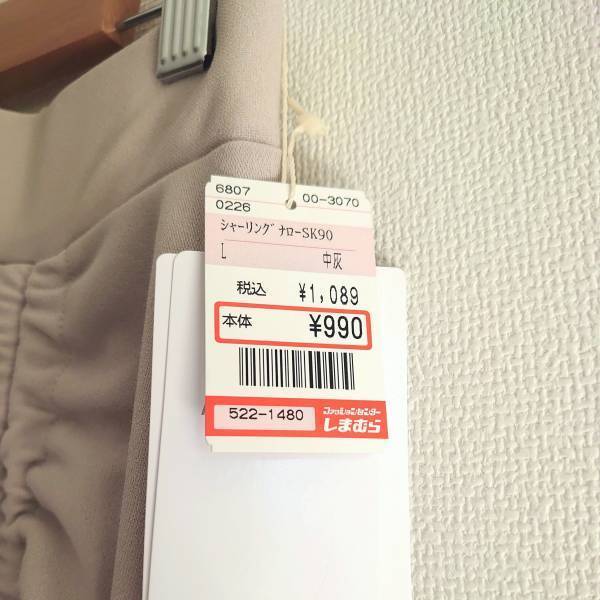 6807
00-3070
0226
シャーリングナローSK90
L 中灰
税込 ¥1,089
本体 ¥990
522-1480
ファッションセンター
しまむら